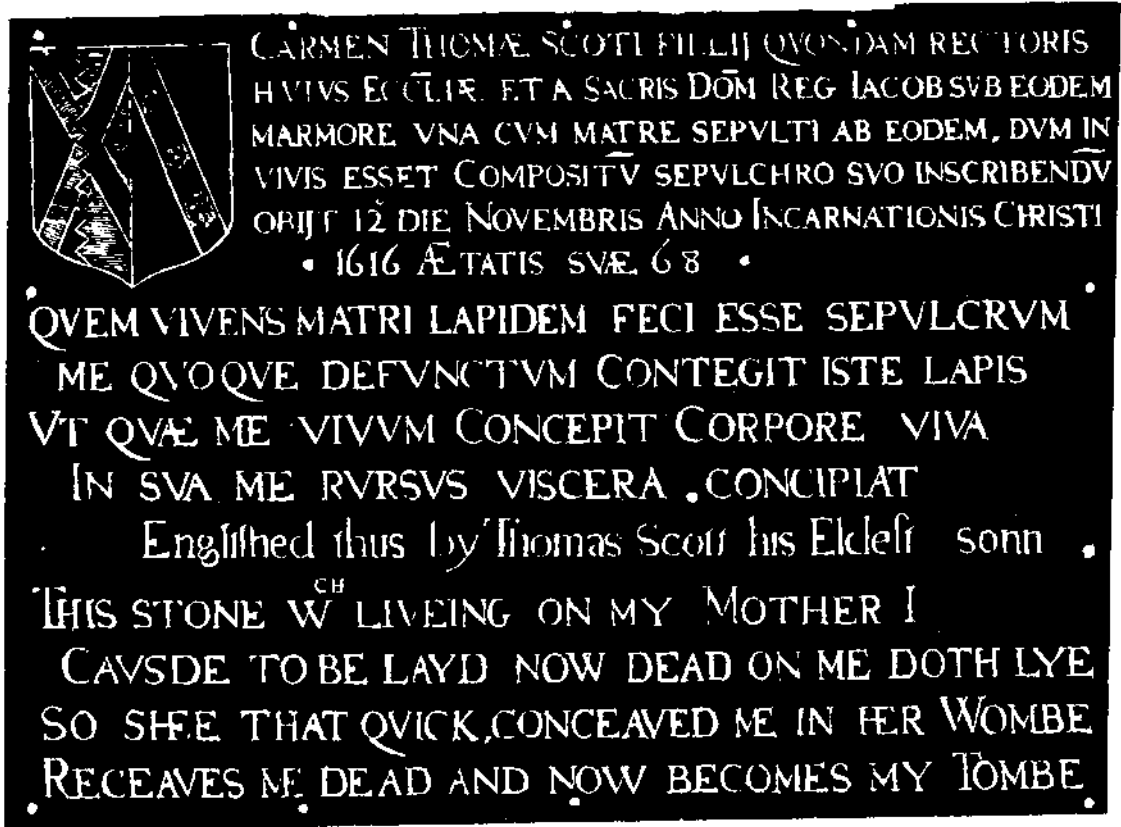 CARMEN THOMÆ SCOTI FILLIJ QVONDAM RECTORIS
HVIVS ECCL̄IÆ ET A SACRIS DOM̄ REG IACOB SVB EODEM
MARMORE VNA CVM MATRE SEPVLTI AB EODEM, DVM IN
VIVIS ESSET COMPOSITV̄ SEPVLCHRO SVO INSCRIBENDV̄
OBIJT 12 DIE NOVEMBRIS ANNO INCARNATIONIS CHRISTI
• 1616 ÆTATIS SVÆ 68 •
QVEM VIVENS MATRI LAPIDEM FECI ESSE SEPVLCRVM
ME QVOQVE DEFVNCTVM CONTEGIT ISTE LAPIS
VT QVÆ ME VIVVM CONCEPIT CORPORE VIVA
IN SVA ME RVRSVS VISCERA . CONCIPIAT
Engliſhed thus by Thomas Scott his Eldeſt sonn .
THIS STONE Wᶜᴴ LIVEING ON MY MOTHER I
CAVSDE TO BE LAYD NOW DEAD ON ME DOTH LYE
SO SHEE THAT QVICK, CONCEAVED ME IN HER WOMBE
RECEAVES ME DEAD AND NOW BECOMES MY TOMBE